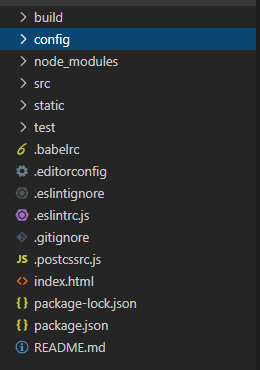 build
config
node_modules
src
static
test
.babelrc
.editorconfig
.eslintignore
.eslintrc.js
.gitignore
JS .postcssrc.js
<> index.html
{ } package-lock.json
{ } package.json
README.md